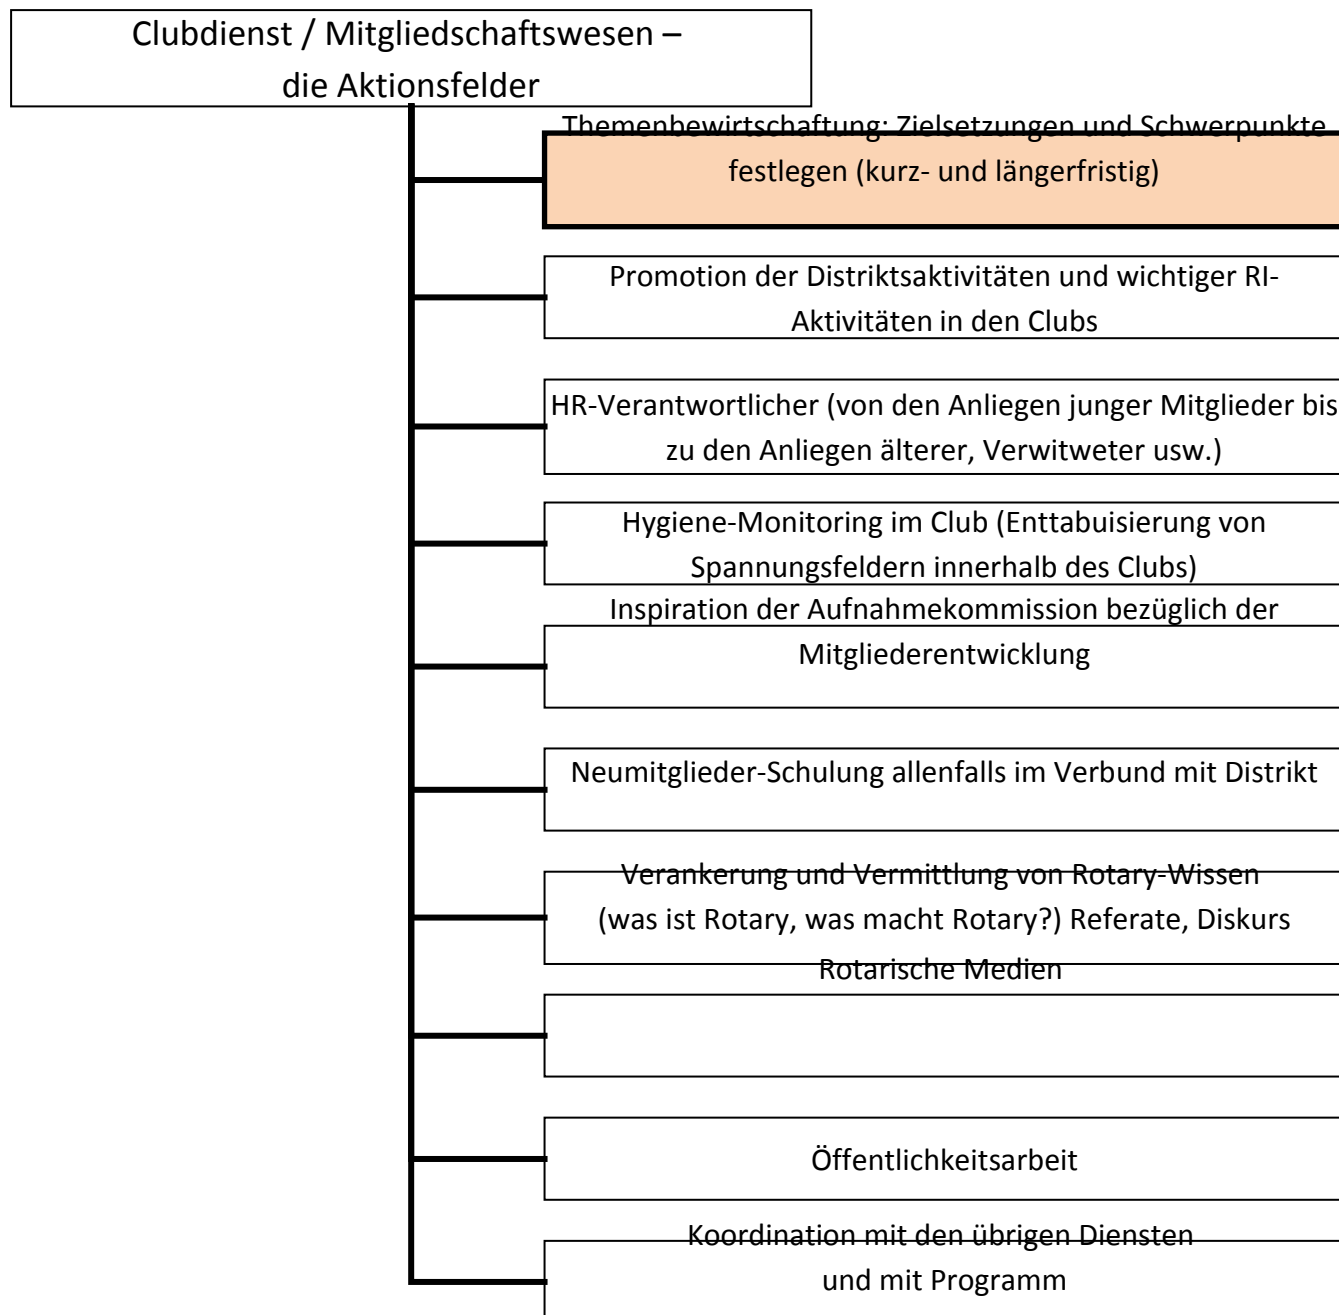 Clubdienst / Mitgliedschaftswesen –
die Aktionsfelder
Themenbewirtschaftung: Zielsetzungen und Schwerpunkte
festlegen (kurz- und längerfristig)
Promotion der Distriktsaktivitäten und wichtiger RI-
Aktivitäten in den Clubs
HR-Verantwortlicher (von den Anliegen junger Mitglieder bis
zu den Anliegen älterer, Verwitweter usw.)
Hygiene-Monitoring im Club (Enttabuisierung von
Spannungsfeldern innerhalb des Clubs)
Inspiration der Aufnahmekommission bezüglich der
Mitgliederentwicklung
Neumitglieder-Schulung allenfalls im Verbund mit Distrikt
Verankerung und Vermittlung von Rotary-Wissen
(was ist Rotary, was macht Rotary?) Referate, Diskurs
Rotarische Medien
Öffentlichkeitsarbeit
Koordination mit den übrigen Diensten
und mit Programm